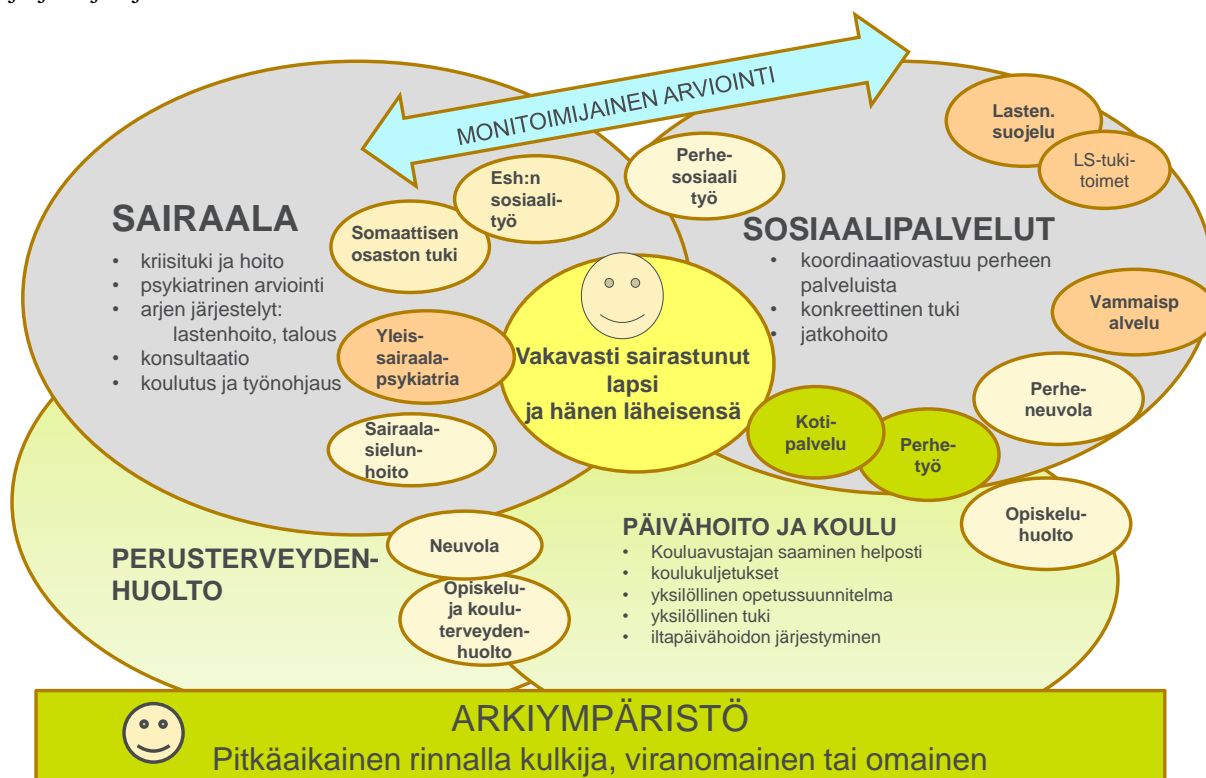 MONITOIMIJAINEN ARVIOINTI
Lasten.
suojelu
LS-tuki-
toimet
Perhe-
sosiaali
työ
Esh:n
sosiaali-
työ
Somaattisen
osaston tuki
SAIRAALA
• kriisituki ja hoito
• psykiatrinen arviointi
• arjen järjestelyt:
lastenhoito, talous
• konsultaatio
• koulutus ja työnohjaus
Yleis-
sairaala-
psykiatria
Sairaala-
sielun-
hoito
Vakavasti sairastunut
lapsi
ja hänen läheisensä
SOSIAALIPALVELUT
• koordinaatiovastuu perheen
palveluista
• konkreettinen tuki
• jatkohoito
Vammaisp
alvelu
Perhe-
neuvola
Koti-
palvelu
Perhe-
työ
Opiskelu-
huolto
PERUSTERVEYDEN-
HUOLTO
Neuvola
Opiskelu-
ja koulu-
terveyden-
huolto
PÄIVÄHOITO JA KOULU
• Kouluavustajan saaminen helposti
• koulukuljetukset
• yksilöllinen opetussuunnitelma
• yksilöllinen tuki
• iltapäivähoidon järjestyminen
ARKIYMPÄRISTÖ
Pitkäaikainen rinnalla kulkija, viranomainen tai omainen